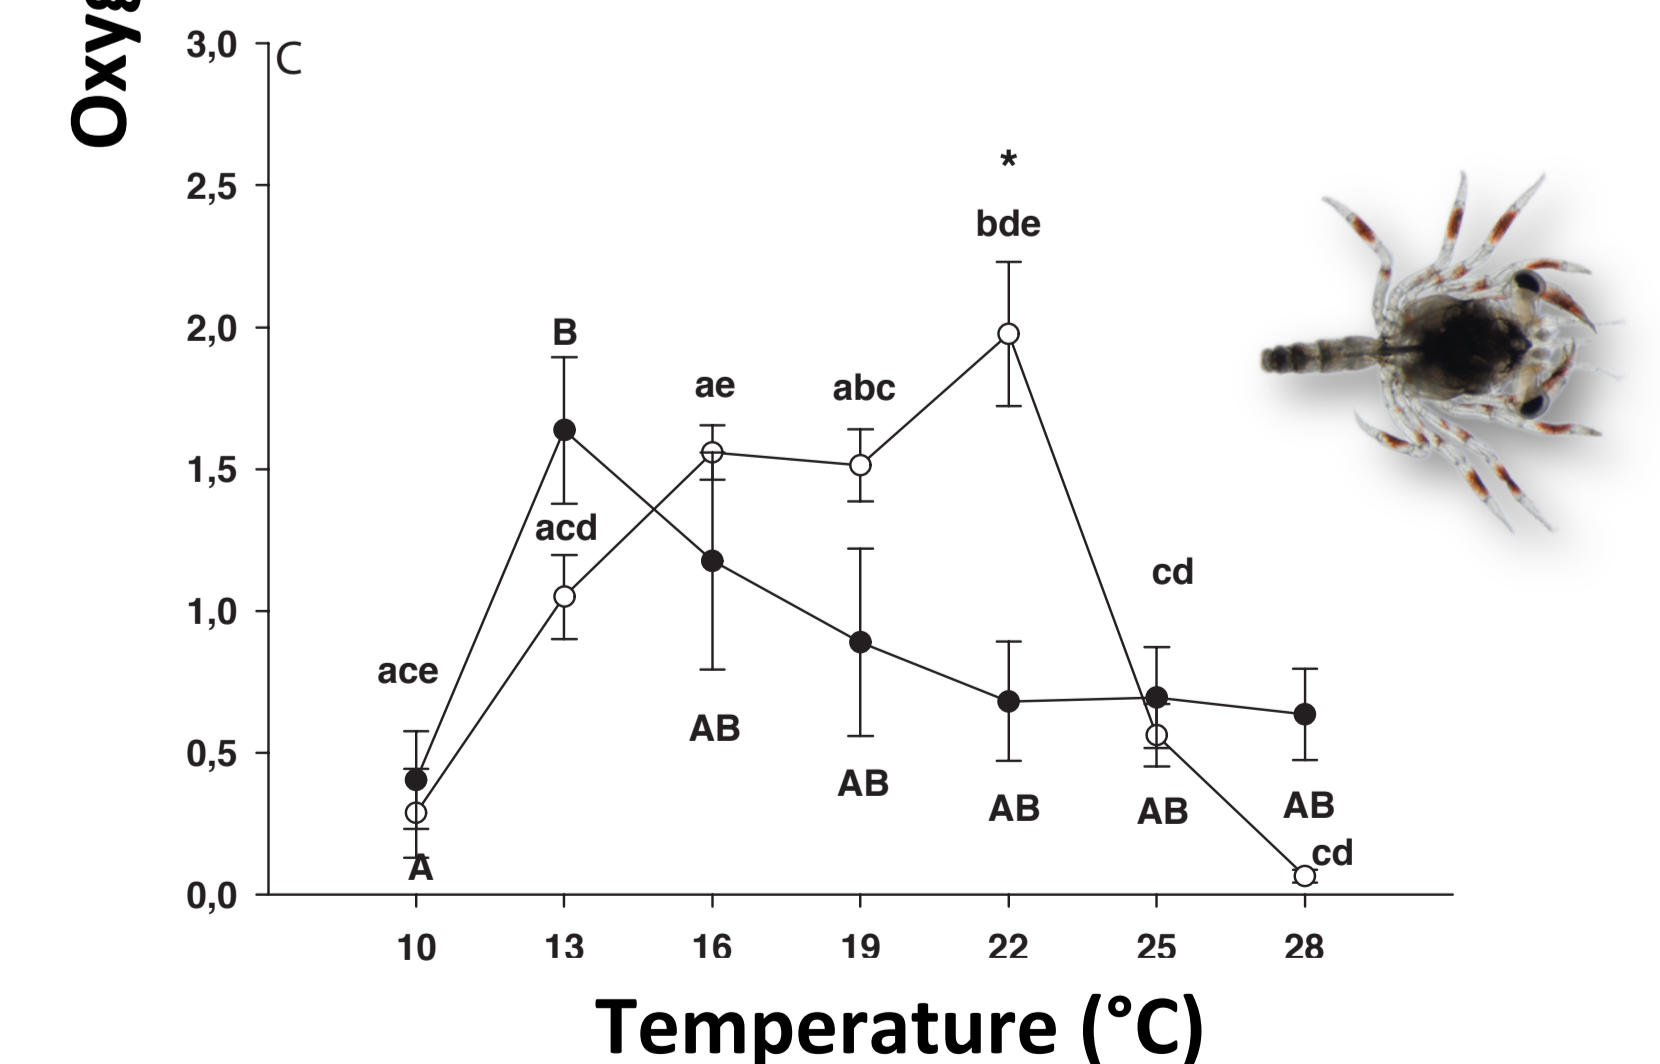 Oxyg
3,0
C
2,5
2,0
1,5
1,0
0,5
0,0
*
bde
B
ae
abc
acd
cd
ace
AB
AB
AB
AB
AB
A
cd
10 13 16 19 22 25 28
Temperature (°C)